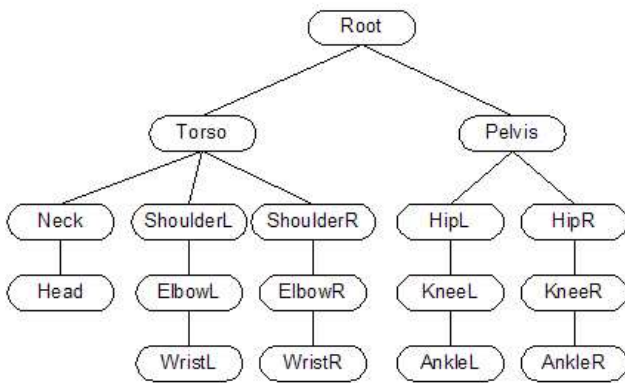 Root
Torso Pelvis
Neck ShoulderL ShoulderR HipL HipR
Head ElbowL ElbowR KneeL KneeR
WristL WristR AnkleL AnkleR